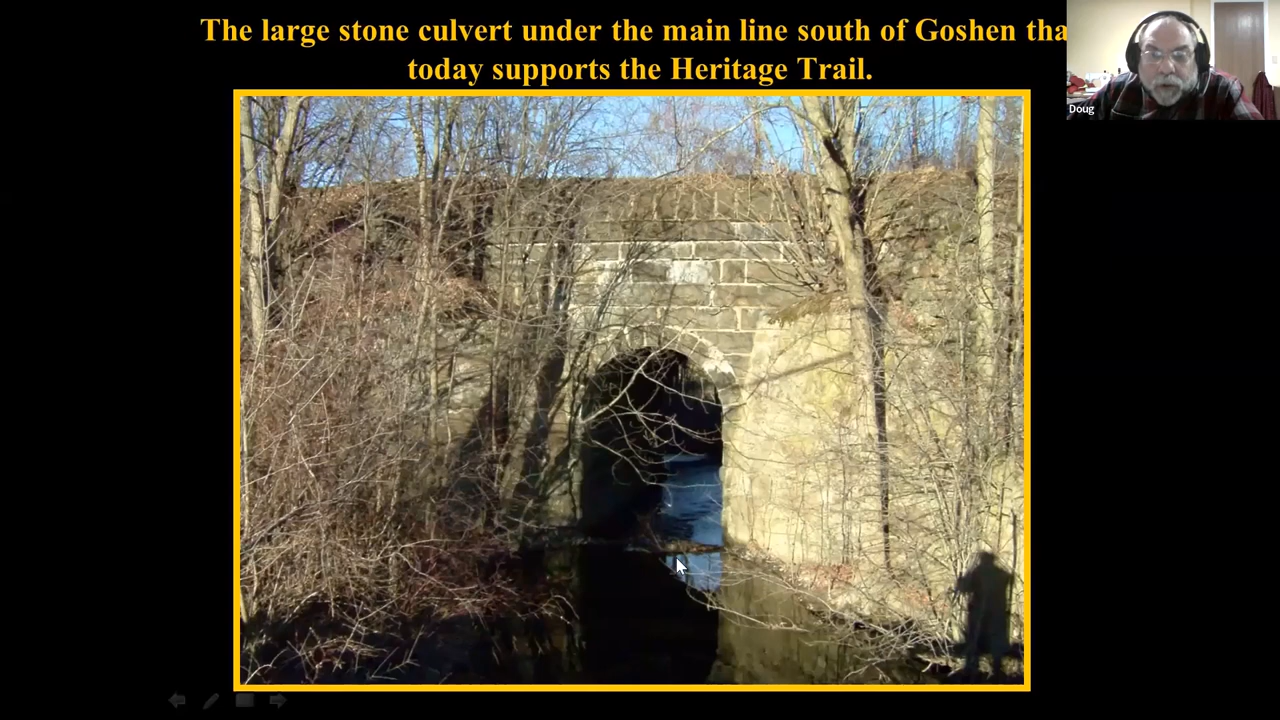 The large stone culvert under the main line south of Goshen tha
today supports the Heritage Trail.
Doug